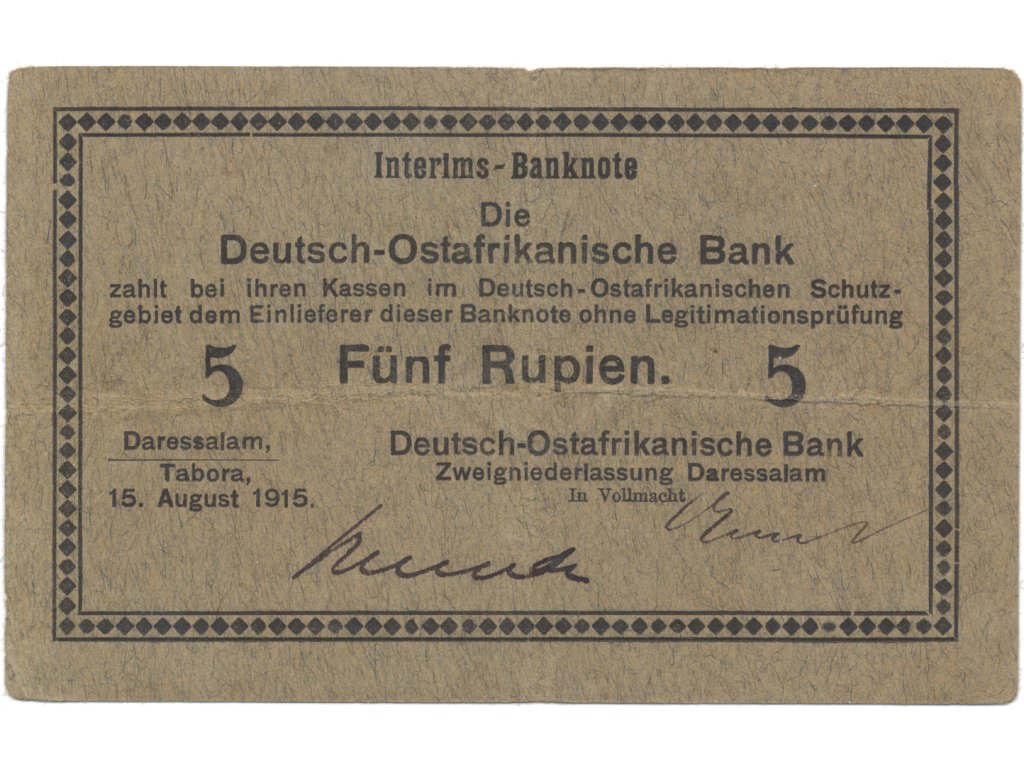 Interims-Banknote
Die
Deutsch-Ostafrikanische Bank
zahlt bei ihren Kassen im Deutsch-Ostafrikanischen Schutz-
gebiet dem Einlieferer dieser Banknote ohne Legitimationsprüfung
5 Fünf Rupien. 5
Daressalam,
Tabora,
15. August 1915.
Deutsch-Ostafrikanische Bank
Zweigniederlassung Daressalam
In Vollmacht